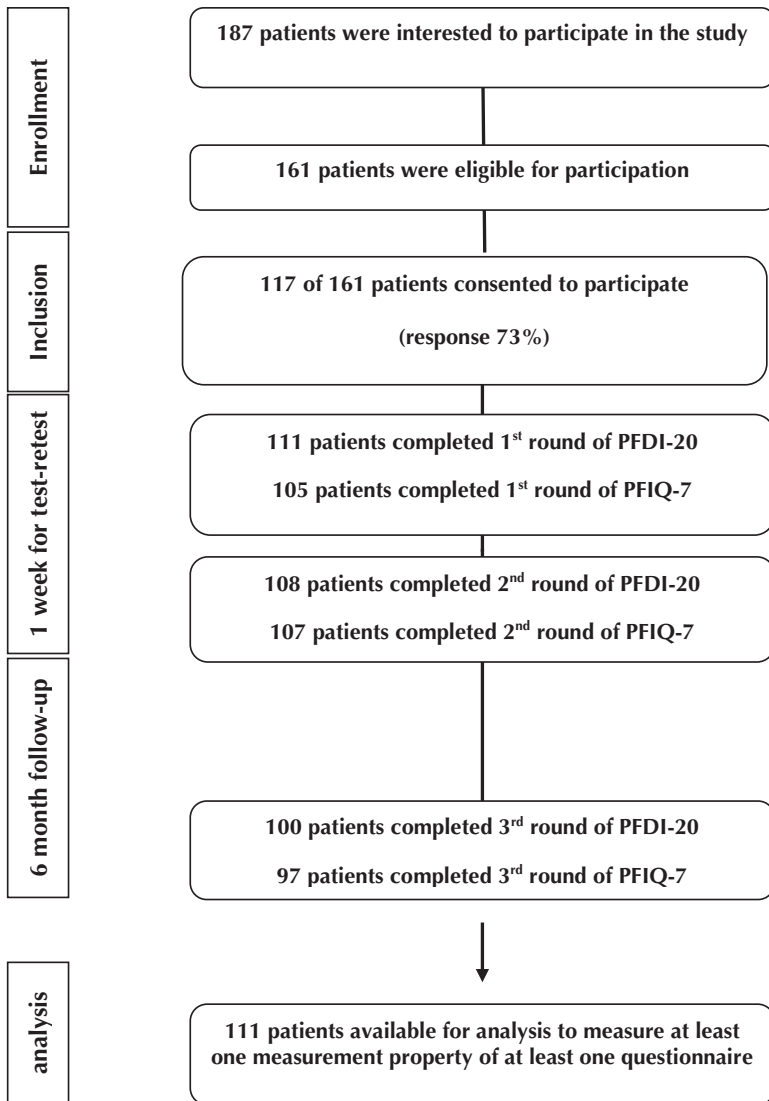 Enrollment
187 patients were interested to participate in the study
161 patients were eligible for participation
Inclusion
117 of 161 patients consented to participate
(response 73%)
1 week for test-retest
111 patients completed 1st round of PFDI-20
105 patients completed 1st round of PFIQ-7
108 patients completed 2nd round of PFDI-20
107 patients completed 2nd round of PFIQ-7
6 month follow-up
100 patients completed 3rd round of PFDI-20
97 patients completed 3rd round of PFIQ-7
analysis
111 patients available for analysis to measure at least
one measurement property of at least one questionnaire